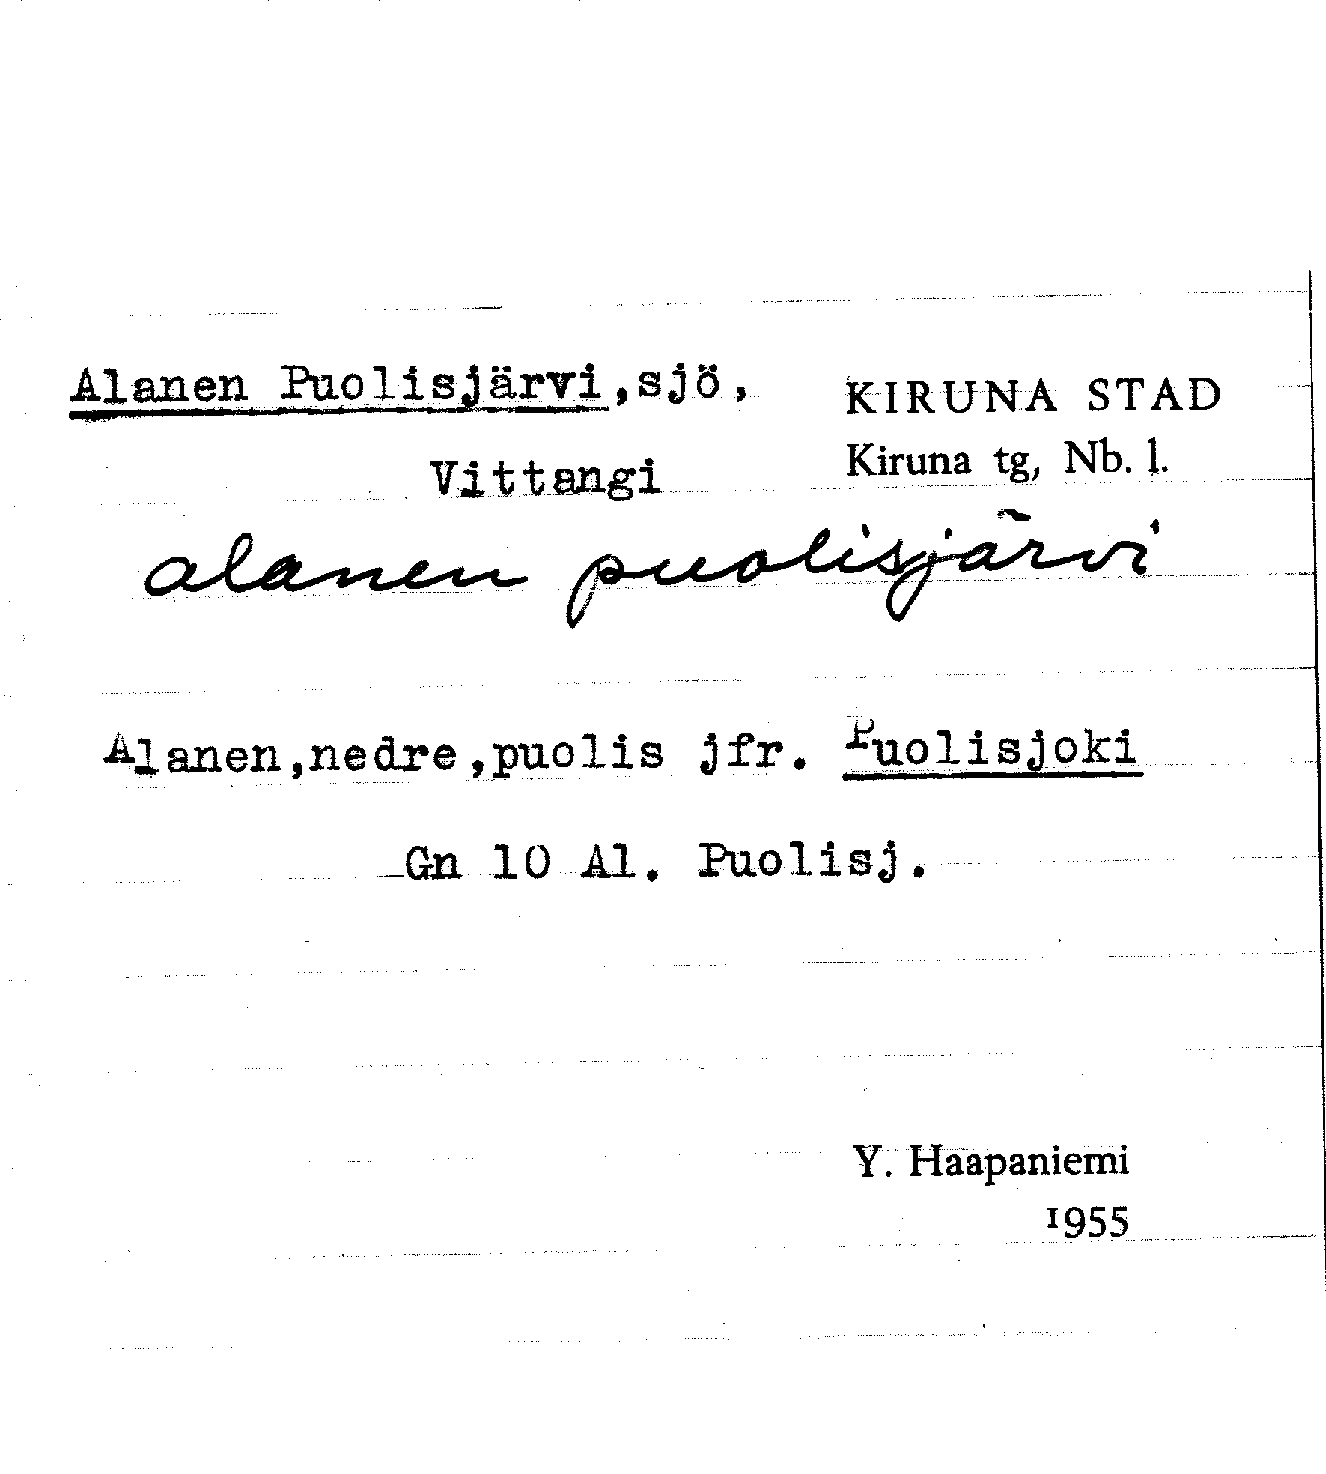 Alanen Puolisjärvi,sjö,
Vittangi
KIRUNA STAD
Kiruna tg, Nb. l.
alanen puolisjärvi
Alanen,nedre,puolis jfr. Puolisjoki
Gn 10 Al. Puolisj.
Y. Haapaniemi
1955